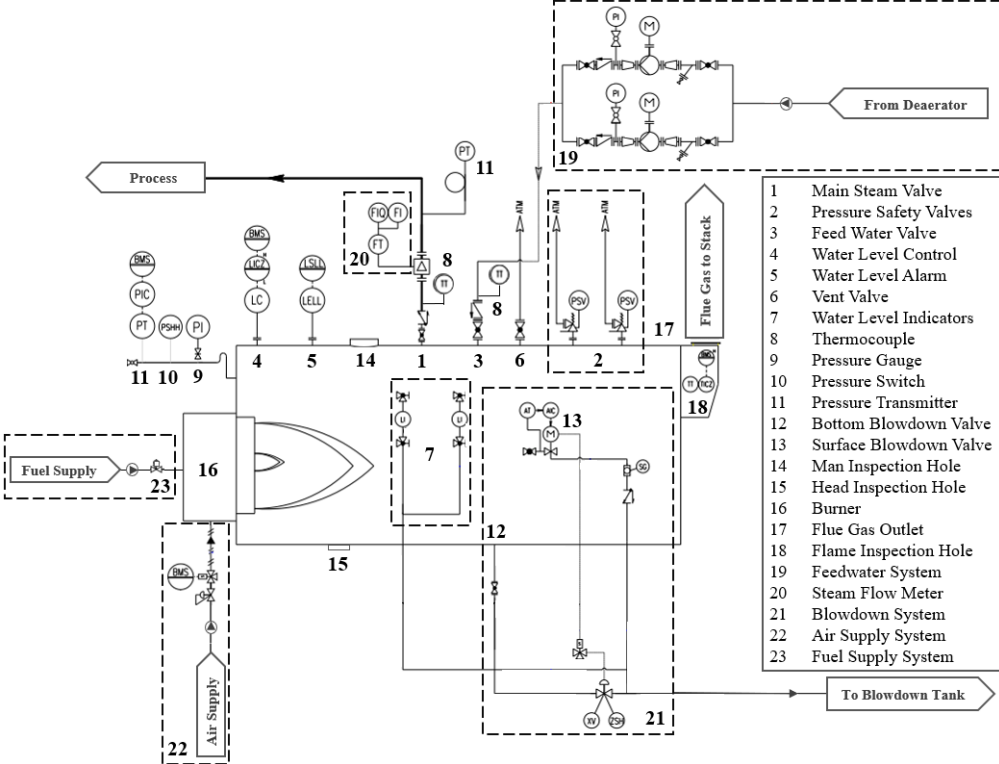 PI
M
From Deaerator
PI
M
19
Process
PT
11
FIQ
FI
FT
20
8
TT
TT
8
ATM
ATM
ATM
PSV
PSV
17
Flue Gas to Stack
BMS
PIC
PT
PSHH
PI
BMS
LICZ
H
L
LC
LSLL
LELL
11
10
9
4
5
14
1
3
6
2
BMS
TT
TICZ
18
Fuel Supply
23
16
LI
LI
7
AT
AIC
M
13
SG
12
15
BMS
Air Supply
22
XV
ZSH
21
To Blowdown Tank
1 Main Steam Valve
2 Pressure Safety Valves
3 Feed Water Valve
4 Water Level Control
5 Water Level Alarm
6 Vent Valve
7 Water Level Indicators
8 Thermocouple
9 Pressure Gauge
10 Pressure Switch
11 Pressure Transmitter
12 Bottom Blowdown Valve
13 Surface Blowdown Valve
14 Man Inspection Hole
15 Head Inspection Hole
16 Burner
17 Flue Gas Outlet
18 Flame Inspection Hole
19 Feedwater System
20 Steam Flow Meter
21 Blowdown System
22 Air Supply System
23 Fuel Supply System